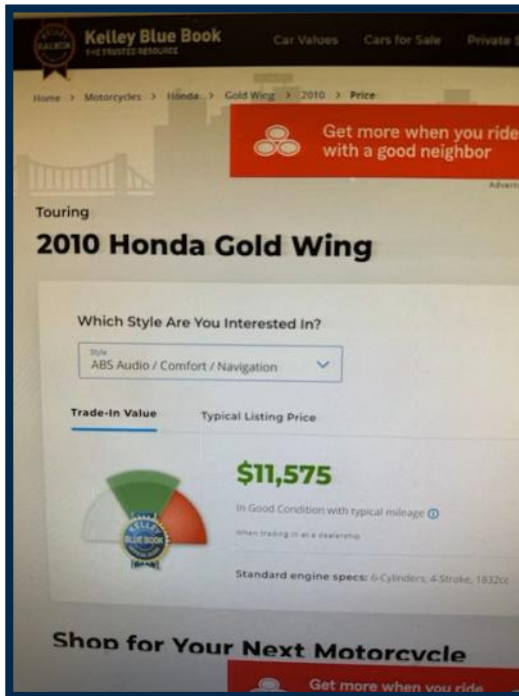 Kelley Blue Book
THE TRUSTED RESOURCE
Car Values Cars for Sale Private
Home > Motorcycles > Honda > Gold Wing > 2010 > Price
Get more when you ride
with a good neighbor
Touring
2010 Honda Gold Wing
Which Style Are You Interested In?
Style
ABS Audio / Comfort / Navigation
Trade-In Value Typical Listing Price
$11,575
In Good Condition with typical mileage
When trading in at a dealership
KELLEY
BLUE BOOK
Standard engine specs: 6-Cylinders, 4-Stroke, 1832cc
Shop for Your Next Motorcycle
Get more when you ride